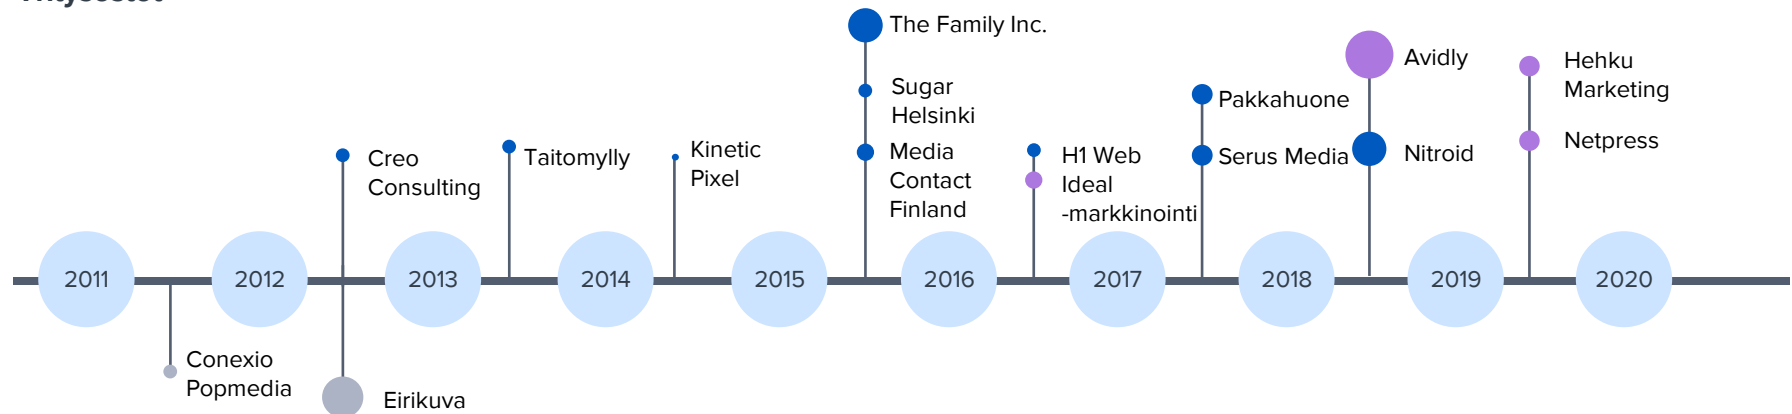 The Family Inc.
Sugar
Helsinki
Media
Contact
Finland
Avidly
Nitroid
Hehku
Marketing
Netpress
Pakkahuone
Serus Media
Creo
Consulting
Taitomylly
Kinetic
Pixel
H1 Web
Ideal
-markkinointi
2011
2012
2013
2014
2015
2016
2017
2018
2019
2020
Conexio
Popmedia
Eirikuva